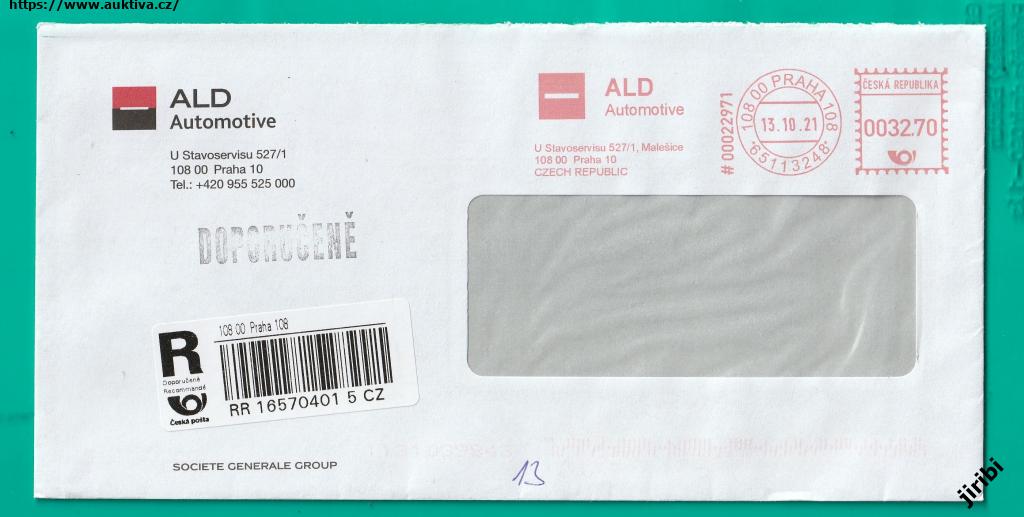 https://www.auktiva.cz/
ALD
Automotive
U Stavoservisu 527/1
108 00 Praha 10
Tel.: +420 955 525 000
DOPORUČENĚ
ALD
Automotive
U Stavoservisu 527/1, Malešice
108 00 Praha 10
CZECH REPUBLIC
# 00022971
108 00 PRAHA 108
13.10.21
65113248
ČESKÁ REPUBLIKA
0032.70
R
Doporučeně
Recommandé
Česká pošta
108 00 Praha 108
RR 16570401 5 CZ
SOCIETE GENERALE GROUP
13
jiribi